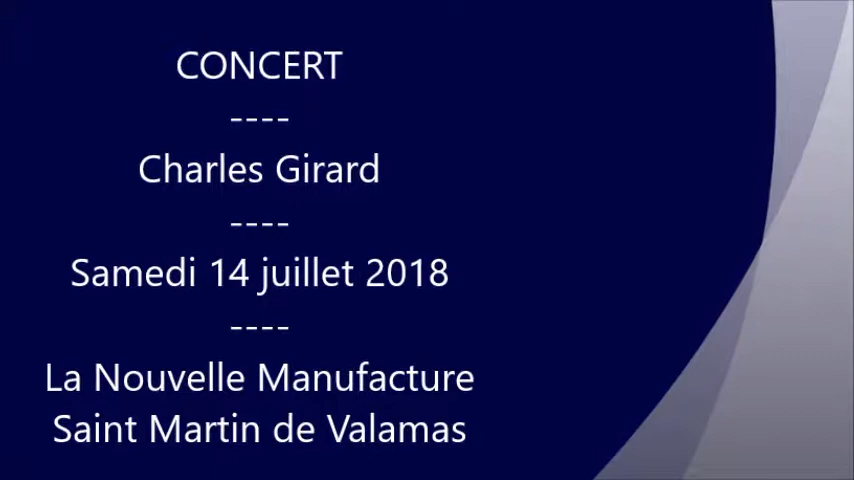 CONCERT
----
Charles Girard
----
Samedi 14 juillet 2018
----
La Nouvelle Manufacture
Saint Martin de Valamas